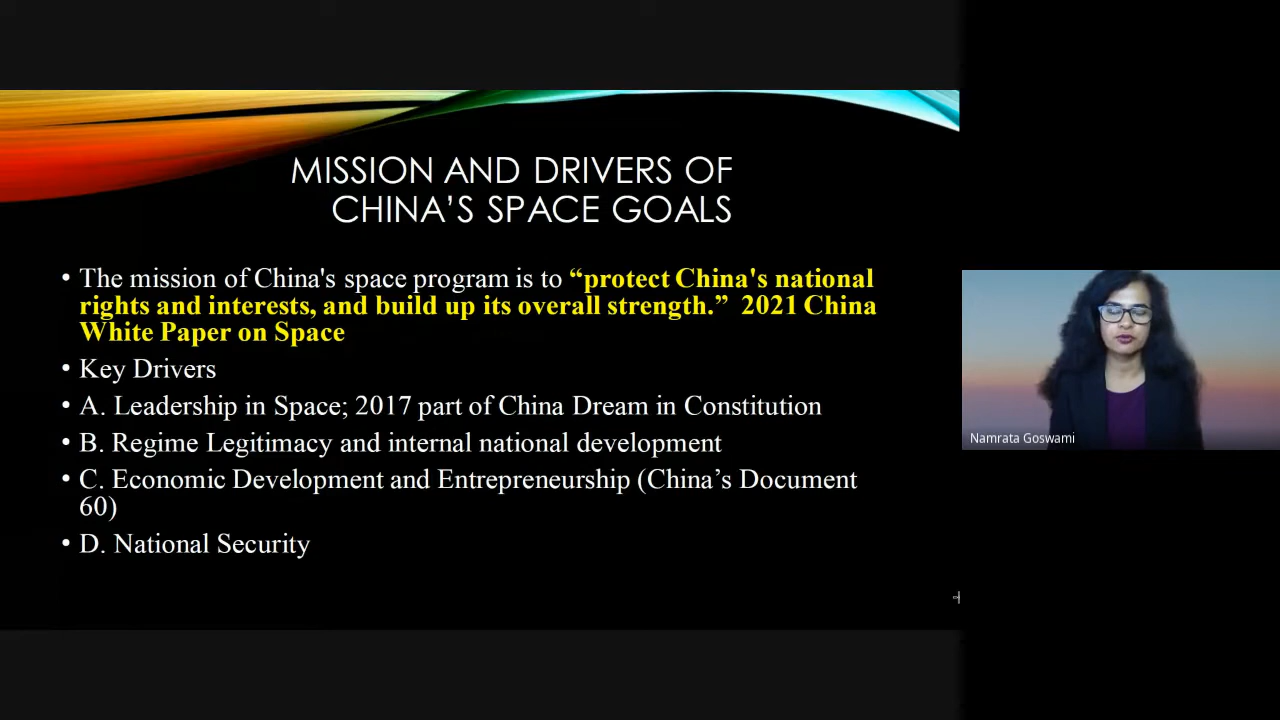 MISSION AND DRIVERS OF
CHINA’S SPACE GOALS
• The mission of China's space program is to “protect China's national
rights and interests, and build up its overall strength.” 2021 China
White Paper on Space
• Key Drivers
• A. Leadership in Space; 2017 part of China Dream in Constitution
• B. Regime Legitimacy and internal national development
• C. Economic Development and Entrepreneurship (China’s Document
60)
• D. National Security
Namrata Goswami